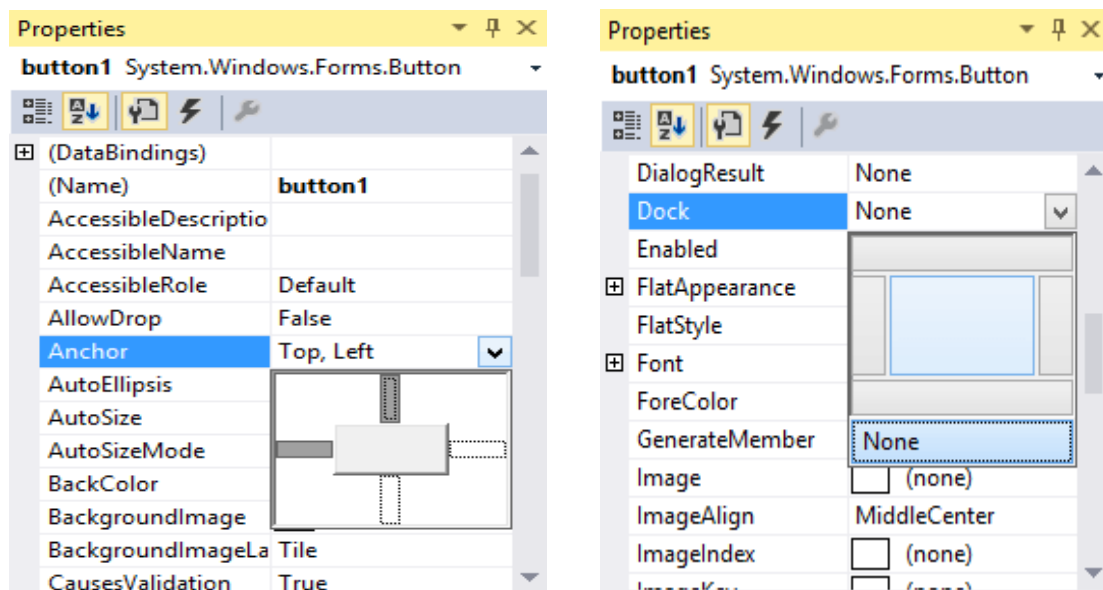 Properties
button1 System.Windows.Forms.Button
(DataBindings)
(Name) button1
AccessibleDescriptio
AccessibleName
AccessibleRole Default
AllowDrop False
Anchor Top, Left
AutoEllipsis
AutoSize
AutoSizeMode
BackColor
BackgroundImage
BackgroundImageLa Tile
CausesValidation True
Properties
button1 System.Windows.Forms.Button
DialogResult None
Dock None
Enabled
FlatAppearance
FlatStyle
Font
ForeColor
GenerateMember None
Image (none)
ImageAlign MiddleCenter
ImageIndex (none)